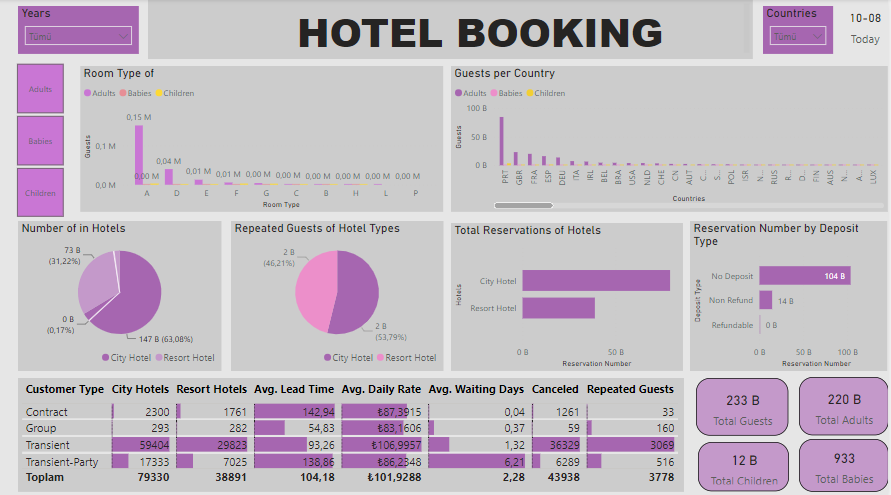 Years
Tümü
HOTEL BOOKING
Countries
Tümü
10-08
Today
Adults
Babies
Children
Room Type of
Adults Babies Children
Guests
0,1 M
0,0 M
0,15 M
0,00 M
0,04 M
0,01 M
0,01 M
0,00 M
0,00 M
0,00 M
0,00 M
0,00 M
0,00 M
A D E F G C B H L P
Room Type
Guests per Country
Adults Babies Children
Guests
100 B
50 B
0 B
PRT GBR FRA ESP DEU ITA IRL BEL BRA USA NLD CHE CN AUT C... S... POL ISR N... RUS R... D... FIN AUS N... A... LUX
Countries
Number of in Hotels
73 B
(31,22%)
0 B
(0,17%)
147 B (63,08%)
City Hotel Resort Hotel
Repeated Guests of Hotel Types
2 B
(46,21%)
2 B
(53,79%)
City Hotel Resort Hotel
Total Reservations of Hotels
Hotels
City Hotel
Resort Hotel
0 B 50 B
Reservation Number
Reservation Number by Deposit
Type
Deposit Type
No Deposit 104 B
Non Refund 14 B
Refundable 0 B
0 B 50 B 100 B
Reservation Number
Customer Type City Hotels Resort Hotels Avg. Lead Time Avg. Daily Rate Avg. Waiting Days Canceled Repeated Guests
Contract 2300 1761 142,94 ₺87,3915 0,04 1261 33
Group 293 282 54,83 ₺83,1606 0,37 59 160
Transient 59404 29823 93,26 ₺106,9957 1,32 36329 3069
Transient-Party 17333 7025 138,86 ₺86,2348 6,21 6289 516
Toplam 79330 38891 104,18 ₺101,9288 2,28 43938 3778
233 B
Total Guests
220 B
Total Adults
12 B
Total Children
933
Total Babies